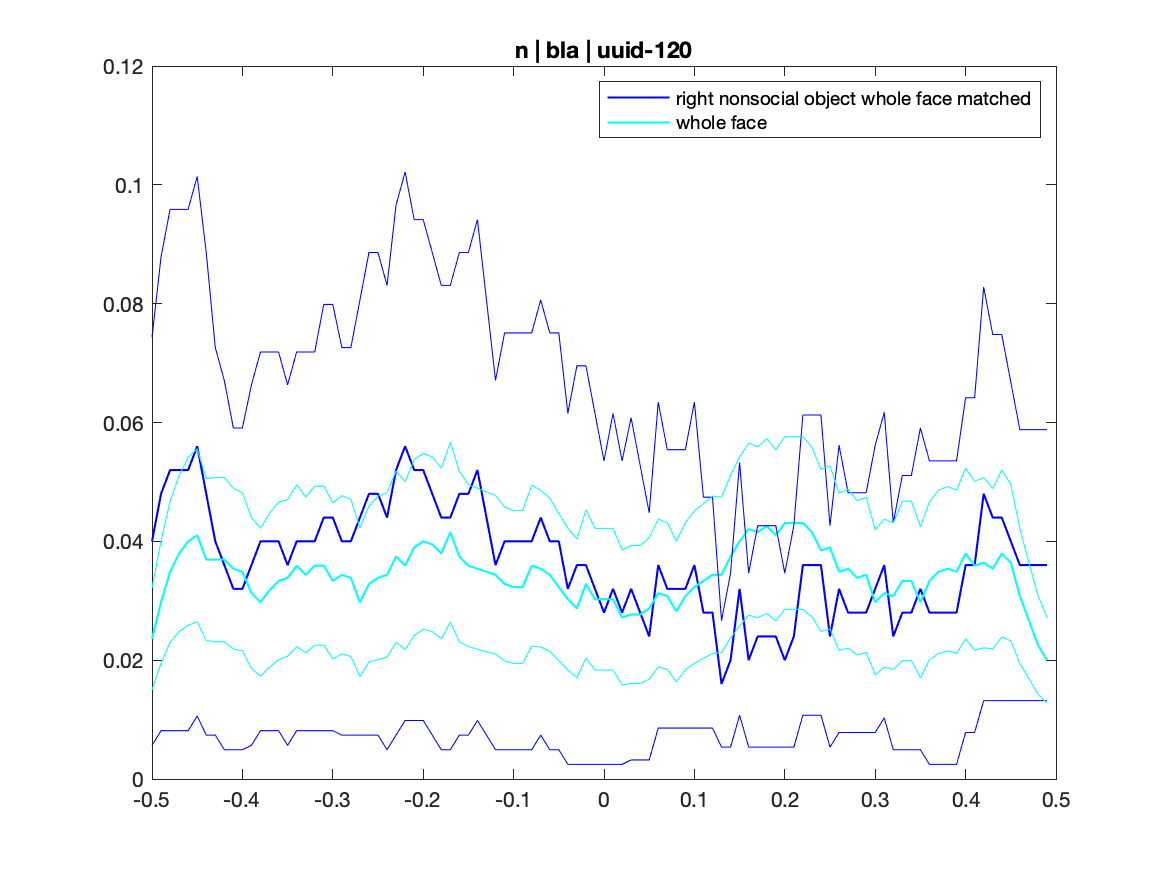 n | bla | uuid-120
right nonsocial object whole face matched
whole face
0.12
0.1
0.08
0.06
0.04
0.02
0
-0.5 -0.4 -0.3 -0.2 -0.1 0 0.1 0.2 0.3 0.4 0.5